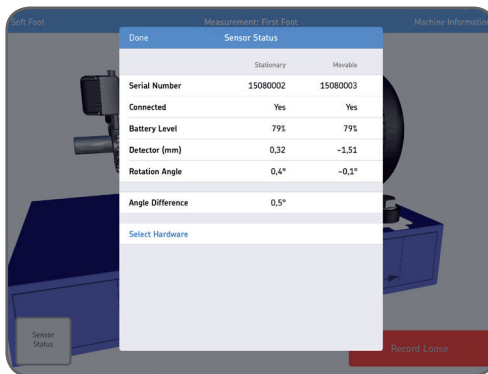 Soft Foot Measurement: First Foot Machine Information
Done Sensor Status
Stationary Movable
Serial Number 15080002 15080003
Connected Yes Yes
Battery Level 79% 79%
Detector (mm) 0,32 -1,51
Rotation Angle 0,4° -0,1°
Angle Difference 0,5°
Select Hardware
Sensor
Status
Record Loose